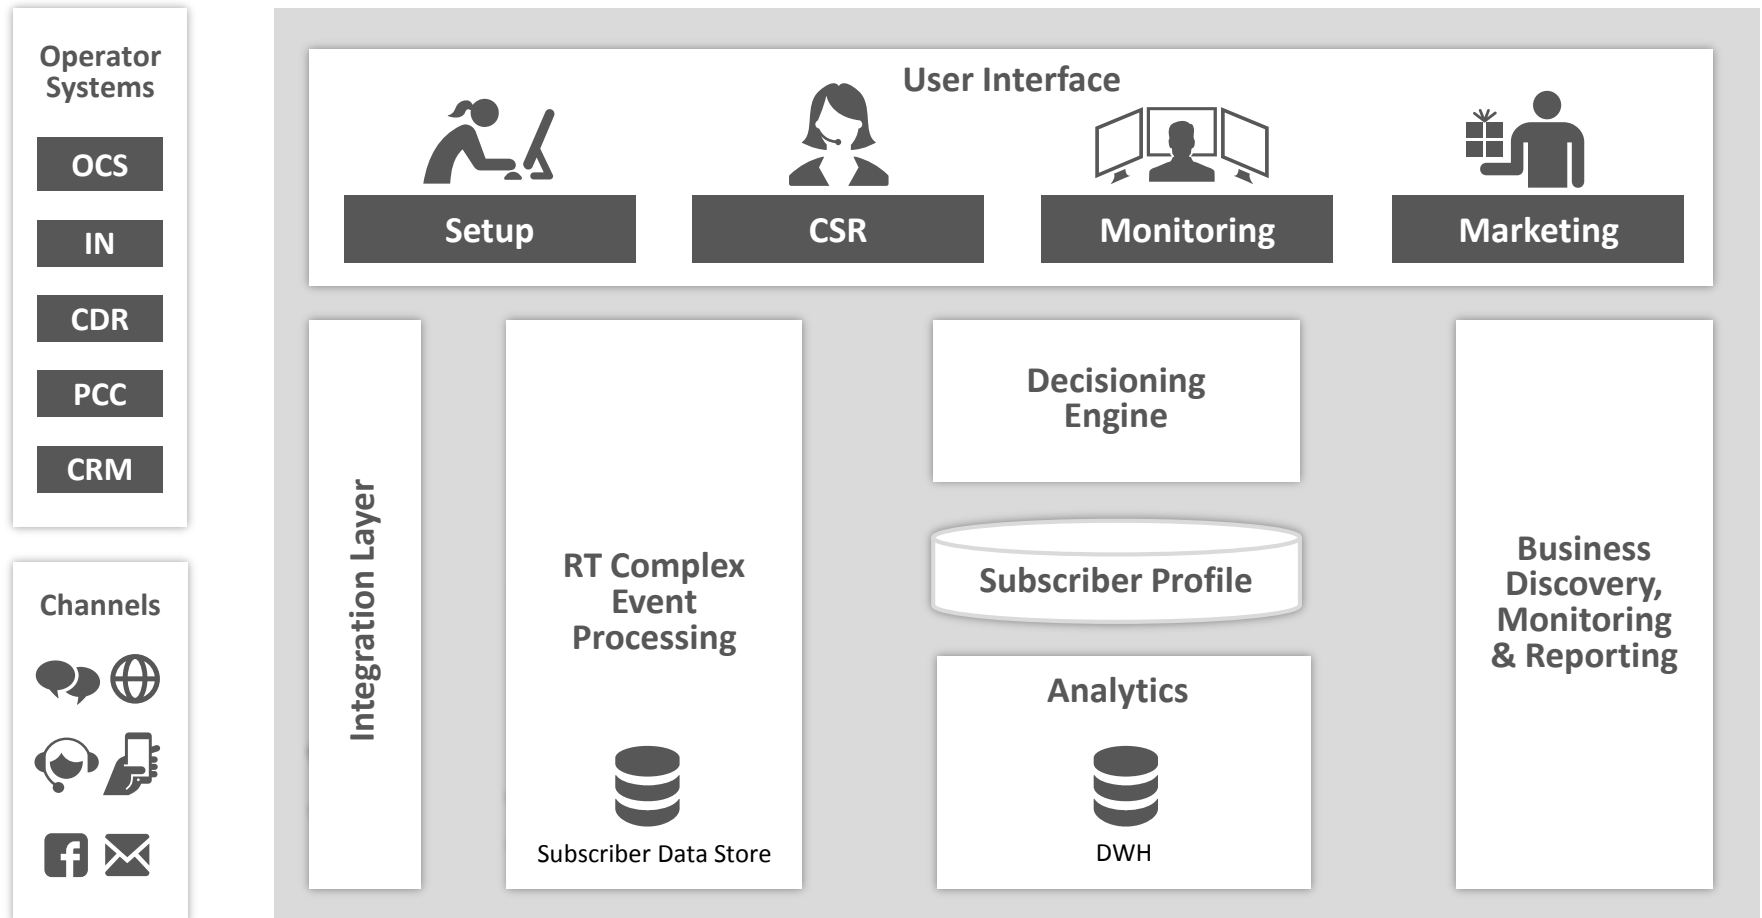 Operator
Systems
OCS
IN
CDR
PCC
CRM
Channels
User Interface
Setup
CSR
Monitoring
Marketing
Integration Layer
RT Complex
Event
Processing
Subscriber Data Store
Decisioning
Engine
Subscriber Profile
Analytics
DWH
Business
Discovery,
Monitoring
& Reporting